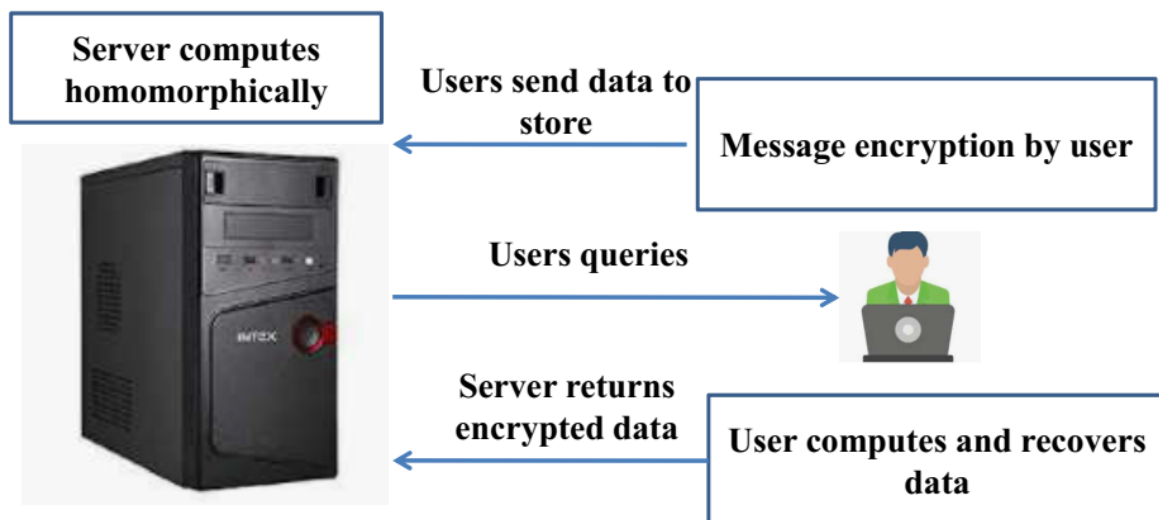 Server computes
homomorphically
Users send data to
store
Message encryption by user
Users queries
INTEX
Server returns
encrypted data
User computes and recovers
data